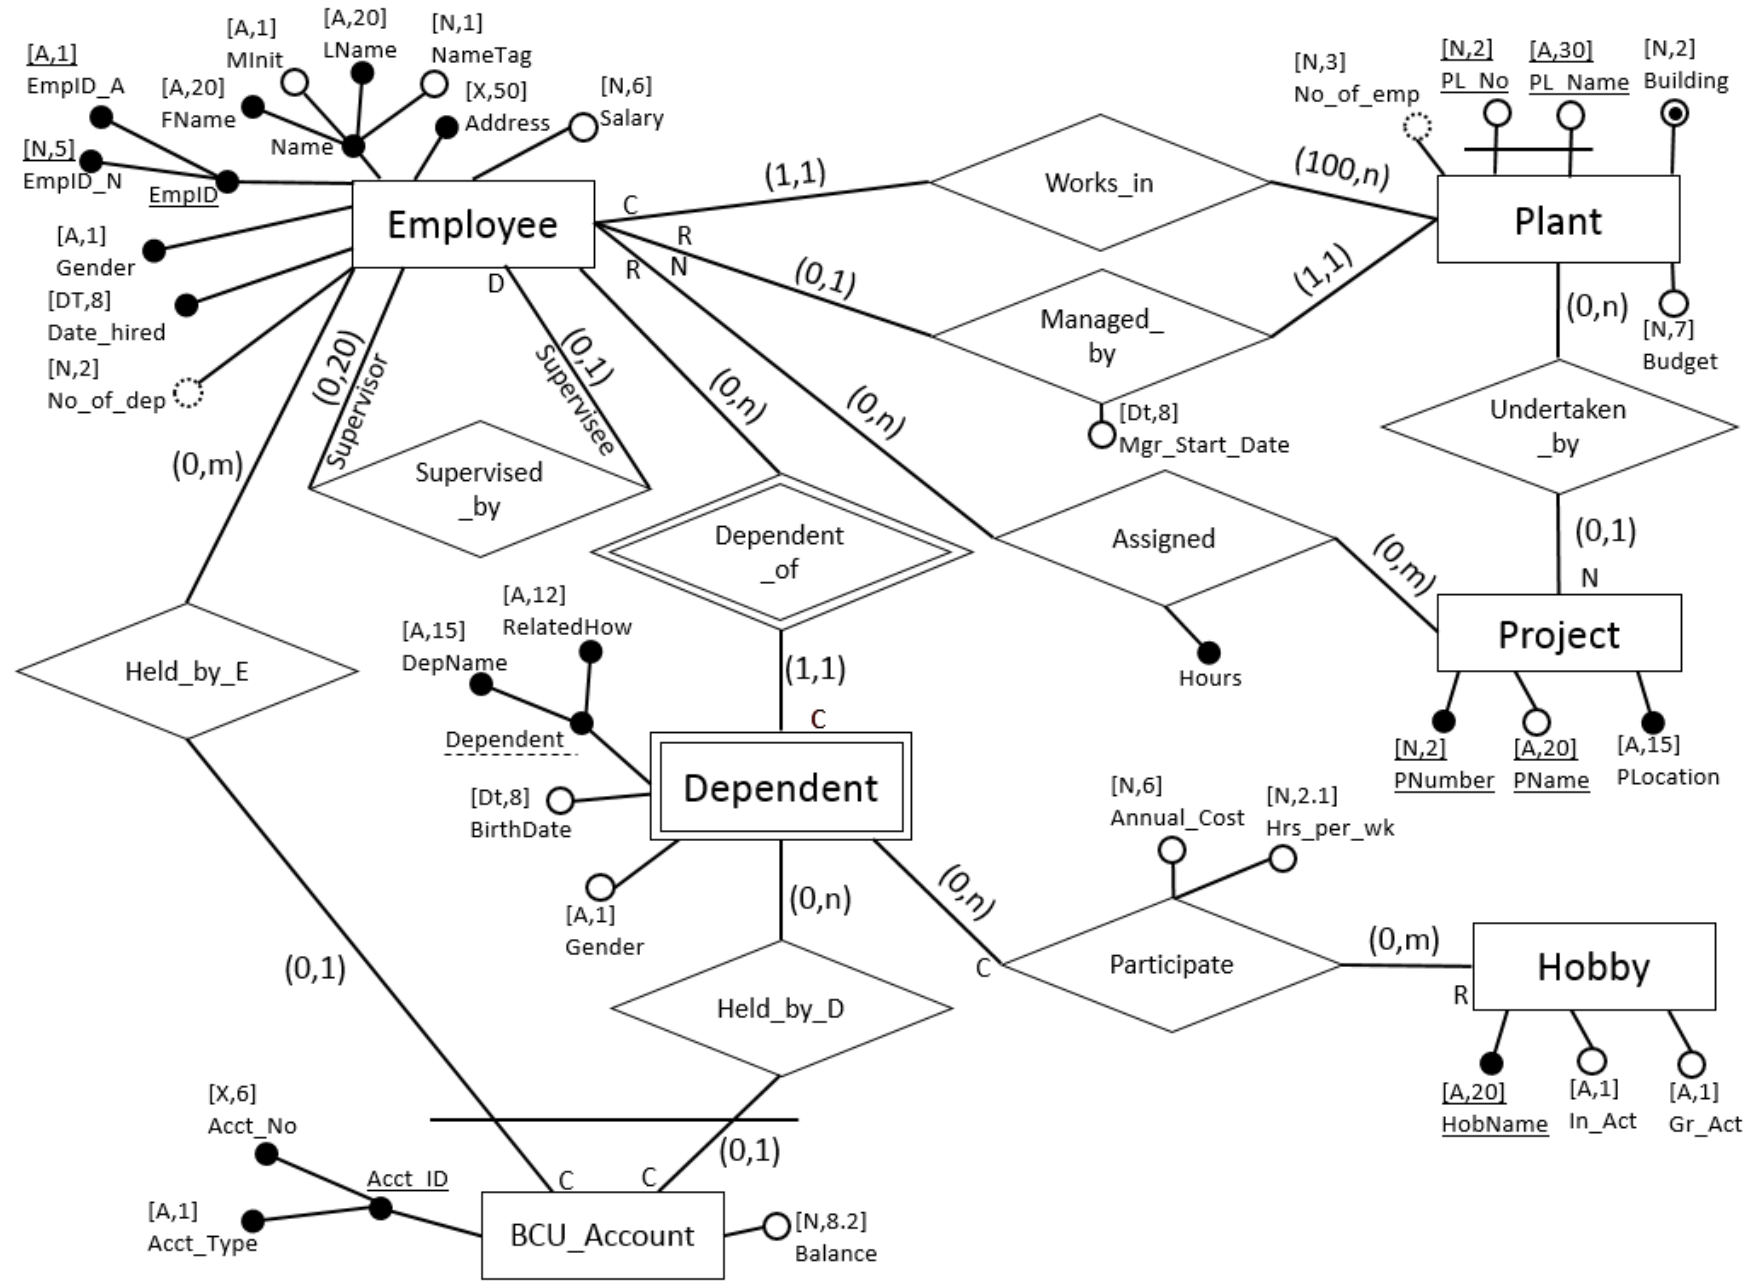 [A,1]
EmpID_A
[N,5]
EmpID_N
EmpID
[A,20]
FName
[A,1]
MInit
[A,20]
LName
[N,1]
NameTag
Name
[X,50]
Address
[N,6]
Salary
Employee
[A,1]
Gender
[DT,8]
Date_hired
[N,2]
No_of_dep
C
R
N
R
D
(1,1)
Works_in
(100,n)
(0,1)
Managed_
by
(1,1)
[Dt,8]
Mgr_Start_Date
[N,3]
No_of_emp
[N,2]
PL_No
[A,30]
PL_Name
[N,2]
Building
Plant
[N,7]
Budget
(0,n)
Undertaken
_by
(0,1)
N
(0,20)
Supervisor
(0,1)
Supervisee
Supervised
_by
(0,n)
Dependent
_of
(1,1)
C
(0,n)
Assigned
(0,m)
Hours
Project
[N,2]
PNumber
[A,20]
PName
[A,15]
PLocation
(0,m)
Held_by_E
(0,1)
[A,12]
RelatedHow
[A,15]
DepName
Dependent
[Dt,8]
BirthDate
[A,1]
Gender
Dependent
(0,n)
Held_by_D
(0,1)
(0,n)
C
Participate
[N,6]
Annual_Cost
[N,2.1]
Hrs_per_wk
(0,m)
R
Hobby
[A,20]
HobName
[A,1]
In_Act
[A,1]
Gr_Act
[X,6]
Acct_No
[A,1]
Acct_Type
Acct_ID
C
C
BCU_Account
[N,8.2]
Balance